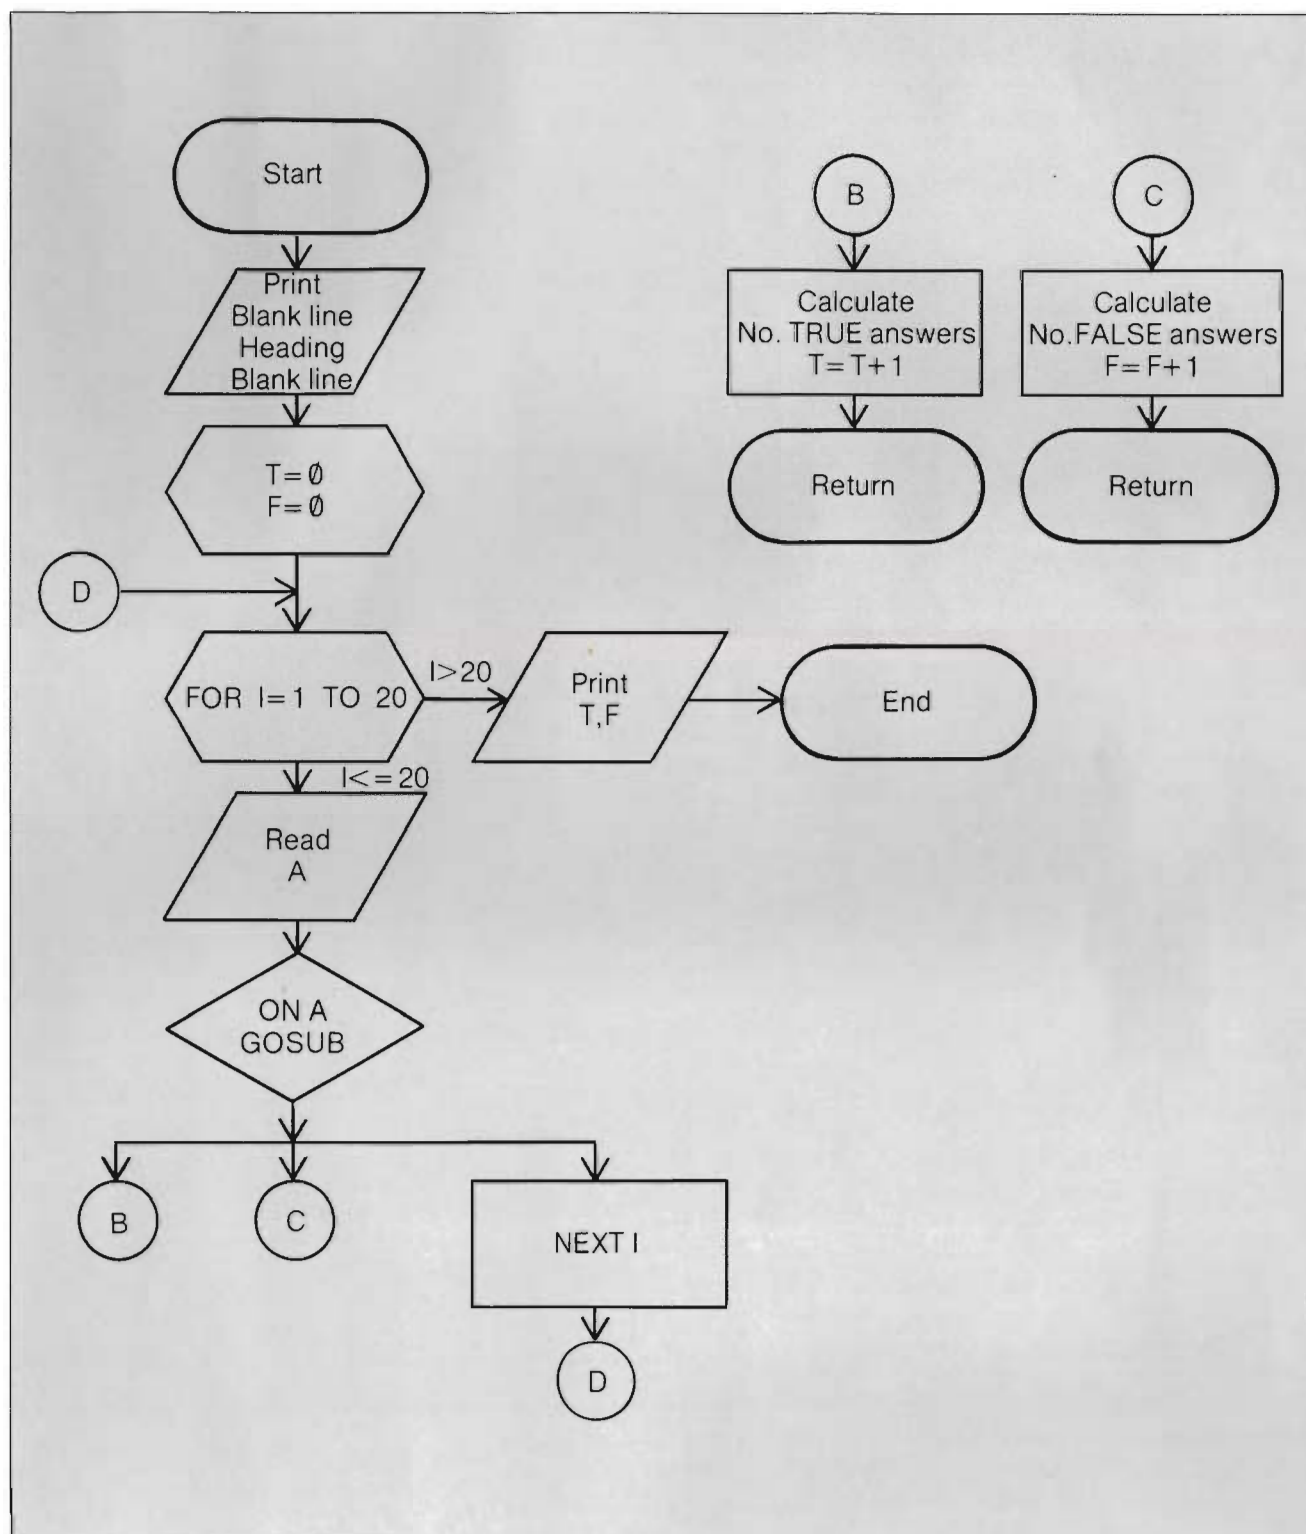 Start
Print
Blank line
Heading
Blank line
T=Ø
F=Ø
D
FOR I=1 TO 20
I>20
Print
T,F
End
I<=20
Read
A
ON A
GOSUB
B
C
NEXT I
D
B
Calculate
No. TRUE answers
T=T+1
Return
C
Calculate
No.FALSE answers
F=F+1
Return